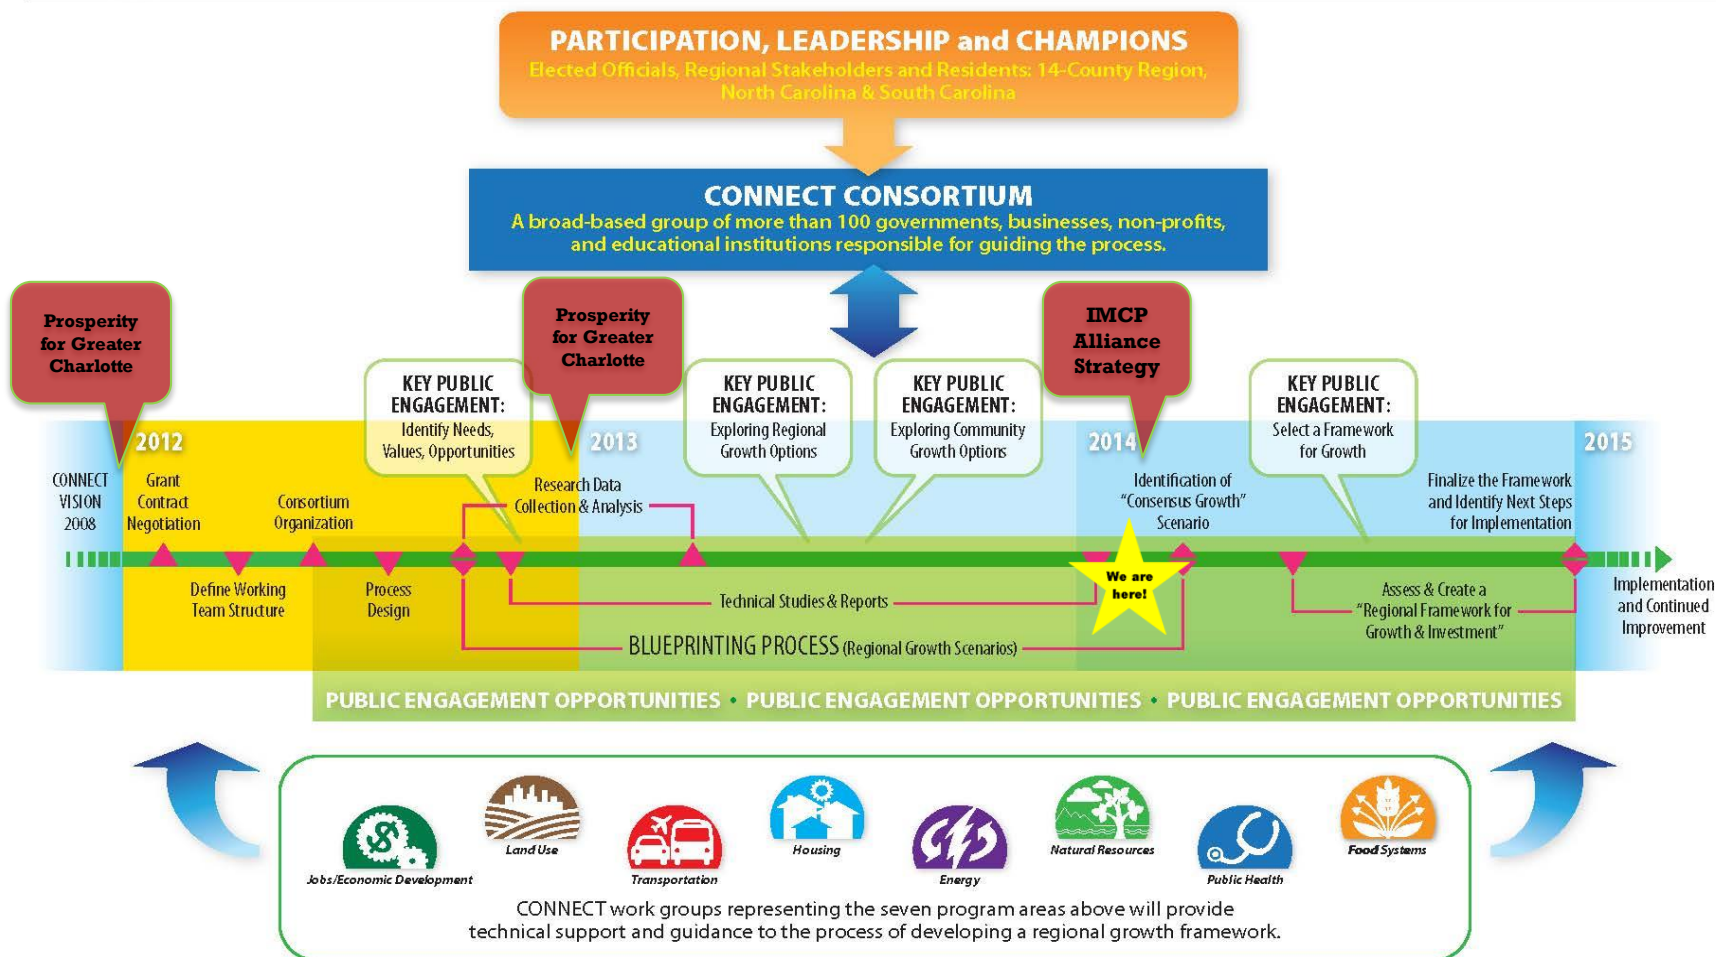 PARTICIPATION, LEADERSHIP and CHAMPIONS
Elected Officials, Regional Stakeholders and Residents: 14-County Region,
North Carolina & South Carolina
CONNECT CONSORTIUM
A broad-based group of more than 100 governments, businesses, non-profits,
and educational institutions responsible for guiding the process.
Prosperity
for Greater
Charlotte
Prosperity
for Greater
Charlotte
IMCP
Alliance
Strategy
KEY PUBLIC
ENGAGEMENT:
Identify Needs,
Values, Opportunities
KEY PUBLIC
ENGAGEMENT:
Exploring Regional
Growth Options
KEY PUBLIC
ENGAGEMENT:
Exploring Community
Growth Options
KEY PUBLIC
ENGAGEMENT:
Select a Framework
for Growth
2012
2013
2014
2015
CONNECT
VISION
2008
Grant
Contract
Negotiation
Consortium
Organization
Research Data
Collection & Analysis
Identification of
"Consensus Growth"
Scenario
Finalize the Framework
and Identify Next Steps
for Implementation
Define Working
Team Structure
Process
Design
Technical Studies & Reports
We are
here!
Assess & Create a
"Regional Framework for
Growth & Investment"
Implementation
and Continued
Improvement
BLUEPRINTING PROCESS (Regional Growth Scenarios)
PUBLIC ENGAGEMENT OPPORTUNITIES • PUBLIC ENGAGEMENT OPPORTUNITIES • PUBLIC ENGAGEMENT OPPORTUNITIES
$
Jobs/Economic Development
Land Use
Transportation
Housing
Energy
Natural Resources
Public Health
Food Systems
CONNECT work groups representing the seven program areas above will provide
technical support and guidance to the process of developing a regional growth framework.